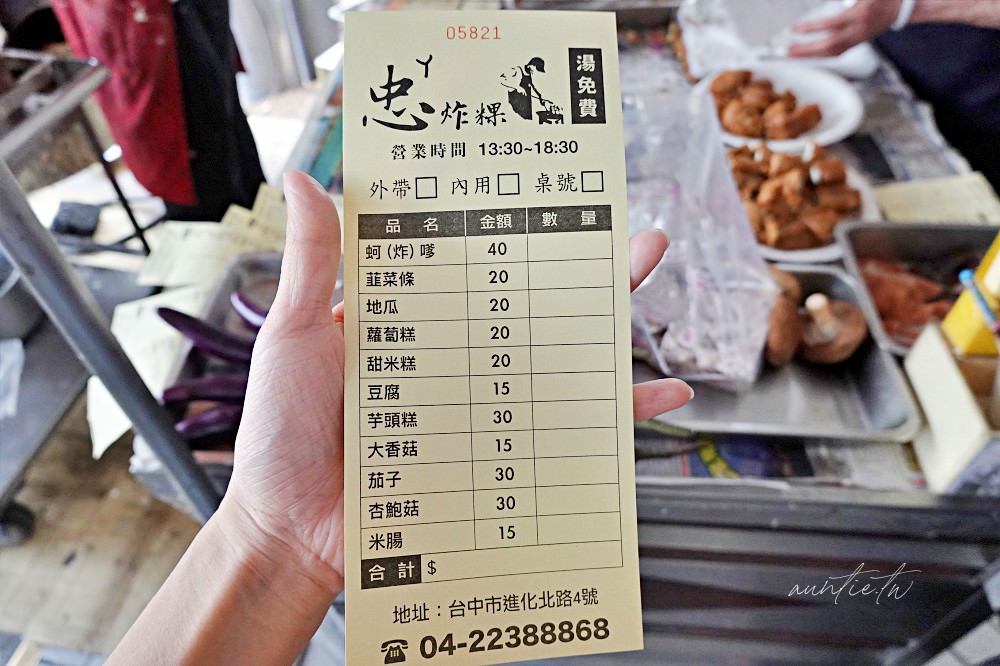 05821
丫
忠炸粿
湯免費
營業時間 13:30~18:30
外帶□ 內用□ 桌號□
品 名 金額 數 量
蚵(炸)嗲 40
韮菜條 20
地瓜 20
蘿蔔糕 20
甜米糕 20
豆腐 15
芋頭糕 30
大香菇 15
茄子 30
杏鮑菇 30
米腸 15
合計 $
地址：台中市進化北路4號
☎ 04-22388868
auntie.tw